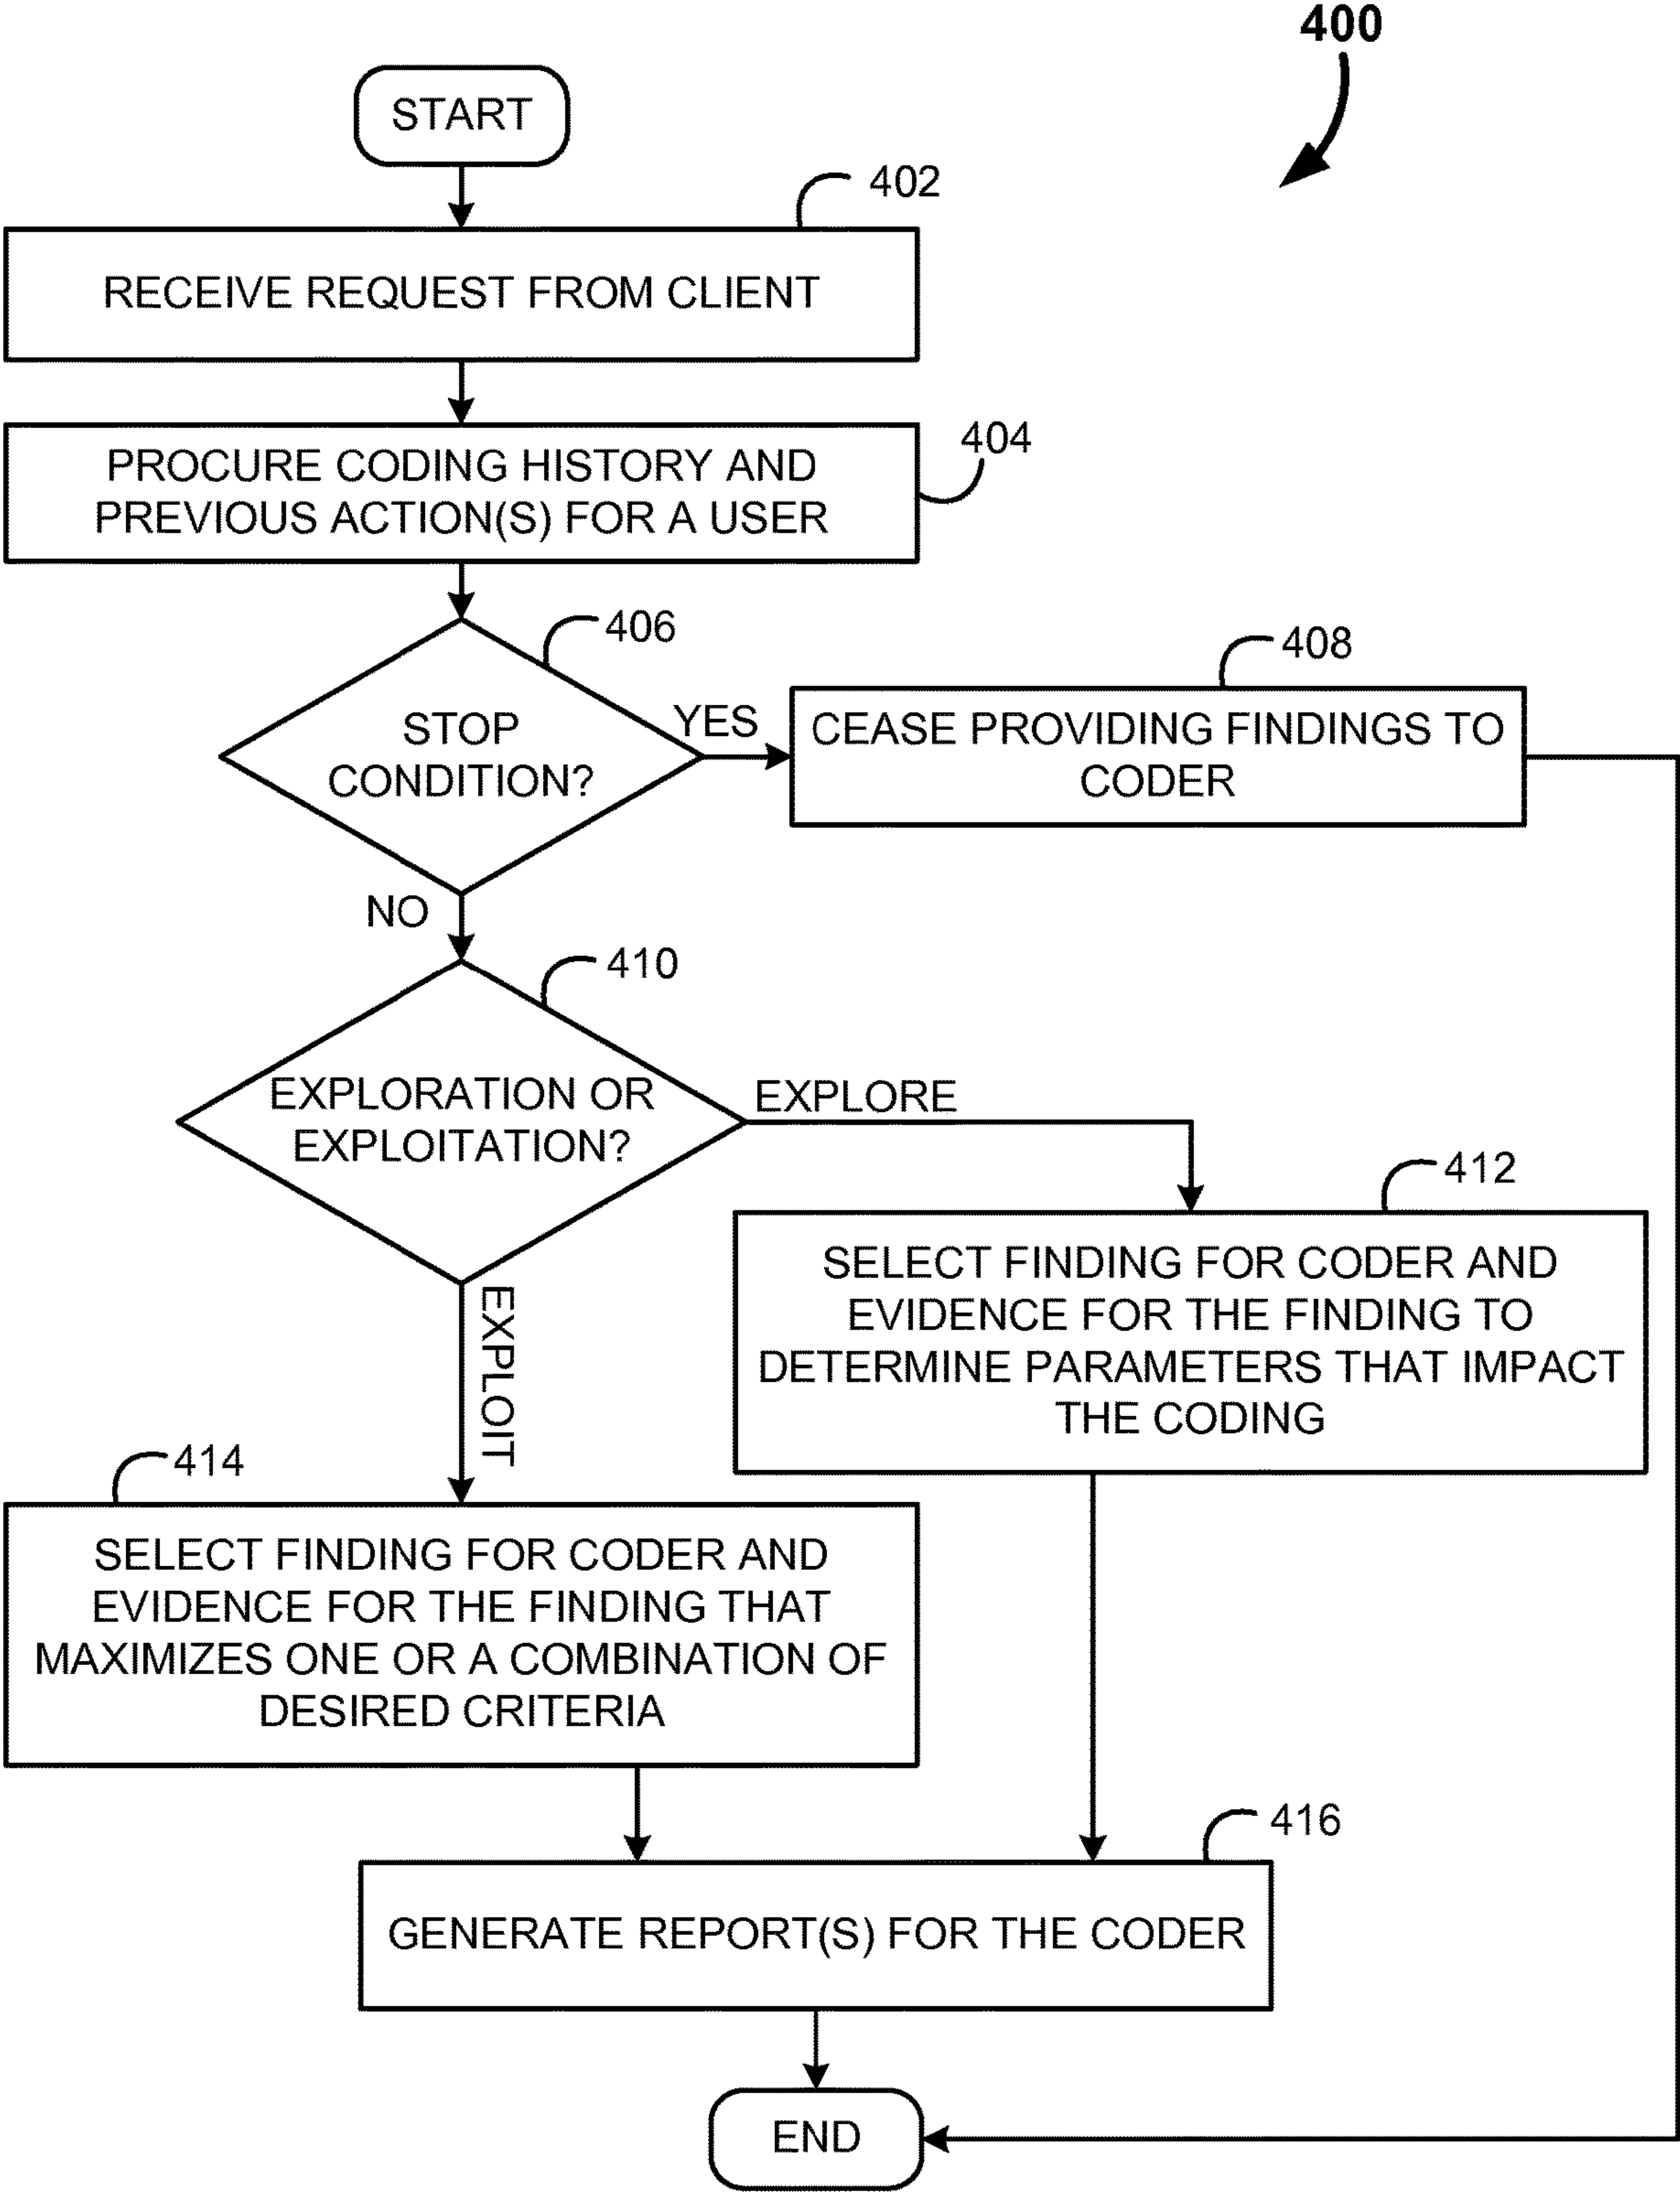 400
START
402
RECEIVE REQUEST FROM CLIENT
404
PROCURE CODING HISTORY AND
PREVIOUS ACTION(S) FOR A USER
406
STOP
CONDITION?
YES
408
CEASE PROVIDING FINDINGS TO
CODER
NO
410
EXPLORATION OR
EXPLOITATION?
EXPLORE
412
SELECT FINDING FOR CODER AND
EVIDENCE FOR THE FINDING TO
DETERMINE PARAMETERS THAT IMPACT
THE CODING
EXPLOIT
414
SELECT FINDING FOR CODER AND
EVIDENCE FOR THE FINDING THAT
MAXIMIZES ONE OR A COMBINATION OF
DESIRED CRITERIA
416
GENERATE REPORT(S) FOR THE CODER
END